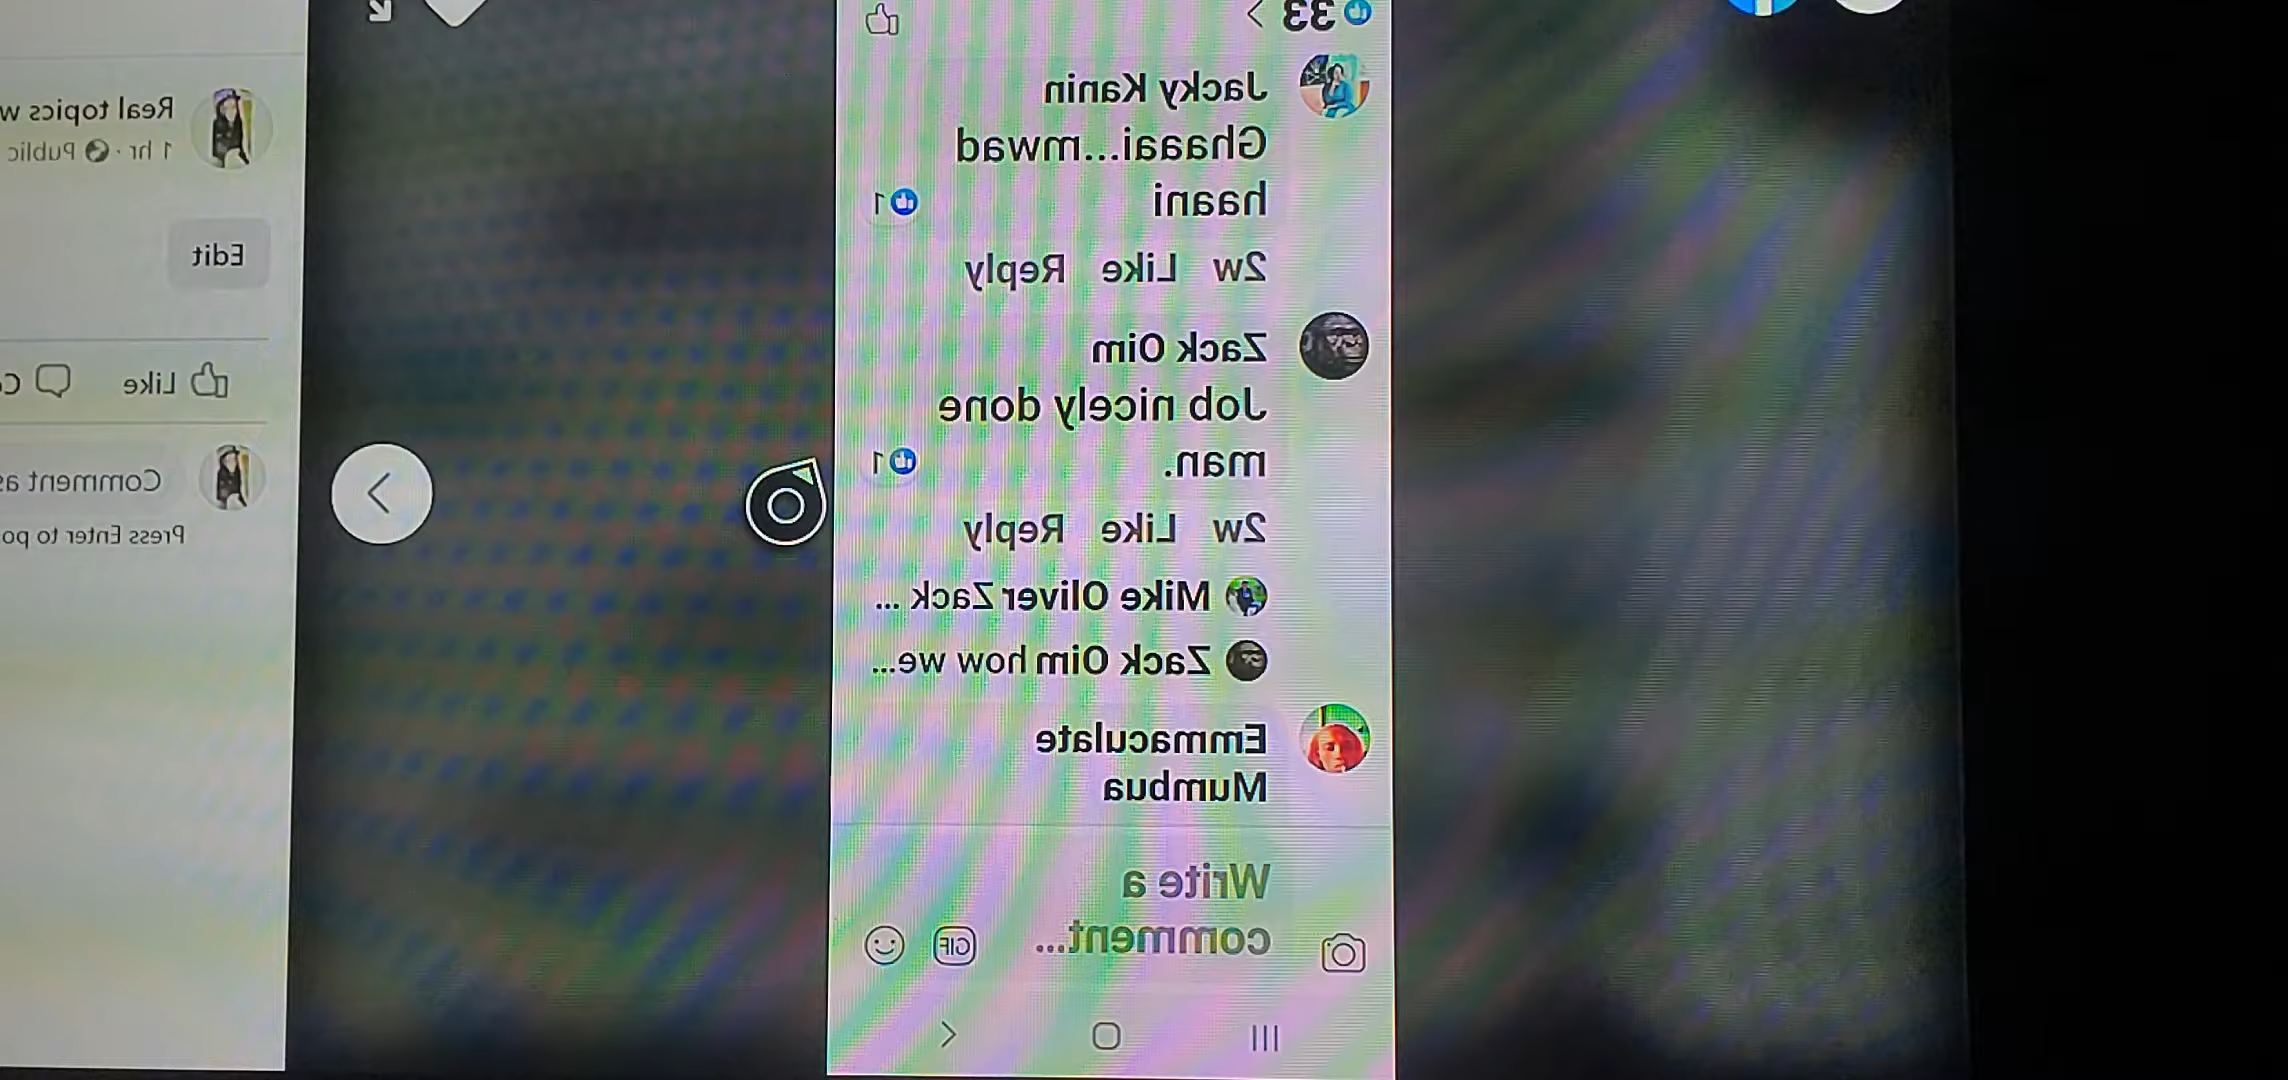 33
Jacky Kanin
Ghaaai...mwad
haani
1
2w Like Reply
Zack Oim
Job nicely done
man.
1
2w Like Reply
Mike Oliver Zack ...
Zack Oim how we...
Emmaculate
Mumbua
Write a
comment...
GIF
Real topics w
1 hr · Public
Edit
Like C
Comment as
Press Enter to po